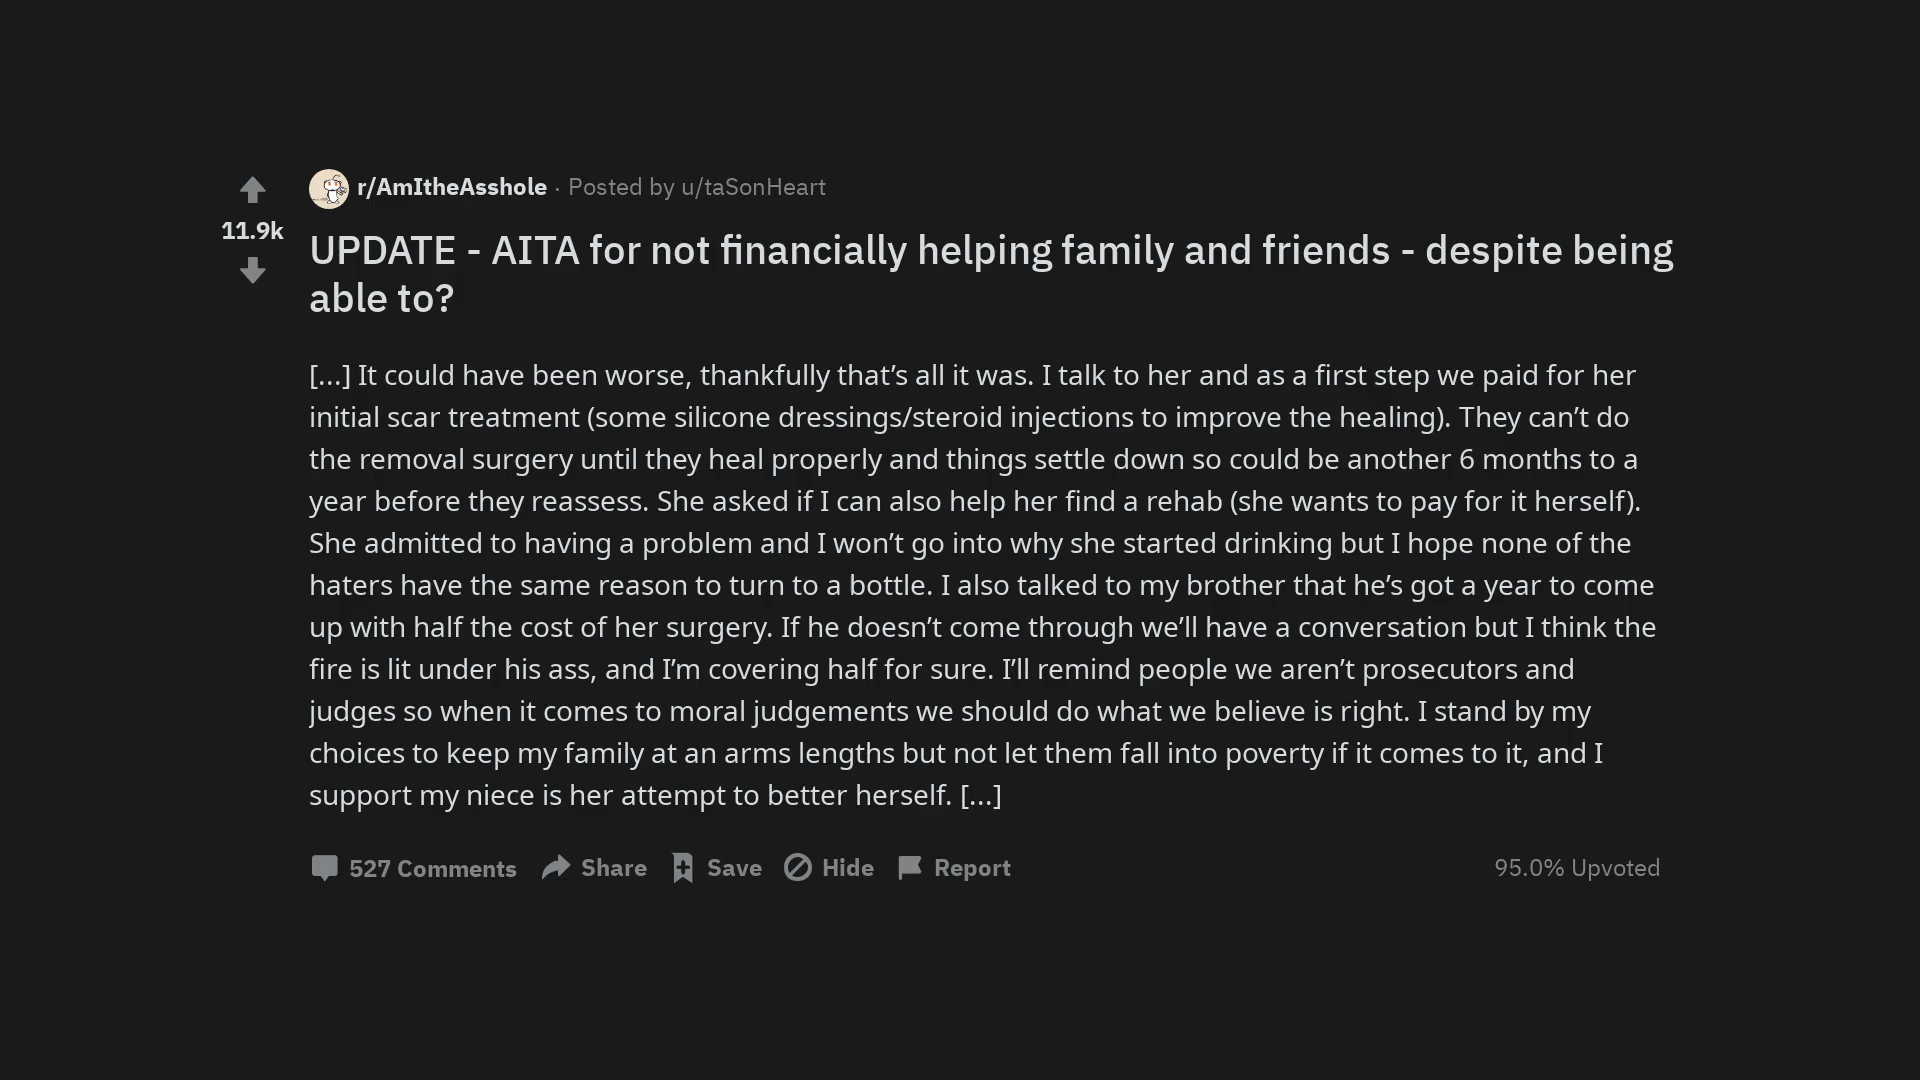 r/AmItheAsshole · Posted by u/taSonHeart
11.9k
UPDATE - AITA for not financially helping family and friends - despite being
able to?
[...] It could have been worse, thankfully that’s all it was. I talk to her and as a first step we paid for her
initial scar treatment (some silicone dressings/steroid injections to improve the healing). They can’t do
the removal surgery until they heal properly and things settle down so could be another 6 months to a
year before they reassess. She asked if I can also help her find a rehab (she wants to pay for it herself).
She admitted to having a problem and I won’t go into why she started drinking but I hope none of the
haters have the same reason to turn to a bottle. I also talked to my brother that he’s got a year to come
up with half the cost of her surgery. If he doesn’t come through we’ll have a conversation but I think the
fire is lit under his ass, and I’m covering half for sure. I’ll remind people we aren’t prosecutors and
judges so when it comes to moral judgements we should do what we believe is right. I stand by my
choices to keep my family at an arms lengths but not let them fall into poverty if it comes to it, and I
support my niece is her attempt to better herself. [...]
527 Comments Share Save Hide Report 95.0% Upvoted